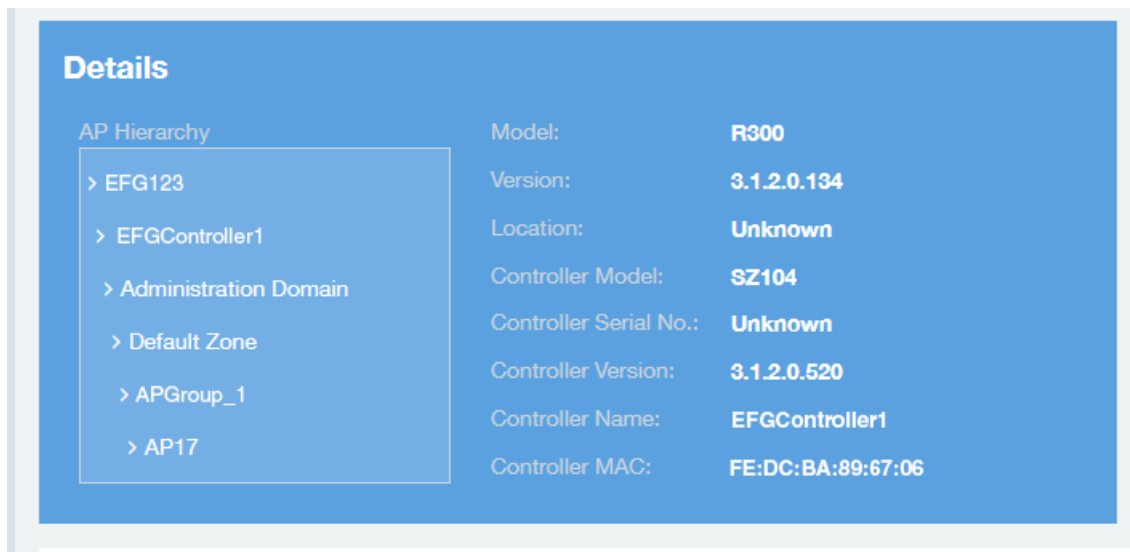 Details
AP Hierarchy
> EFG123
> EFGController1
> Administration Domain
> Default Zone
> APGroup_1
> AP17
Model: R300
Version: 3.1.2.0.134
Location: Unknown
Controller Model: SZ104
Controller Serial No.: Unknown
Controller Version: 3.1.2.0.520
Controller Name: EFGController1
Controller MAC: FE:DC:BA:89:67:06